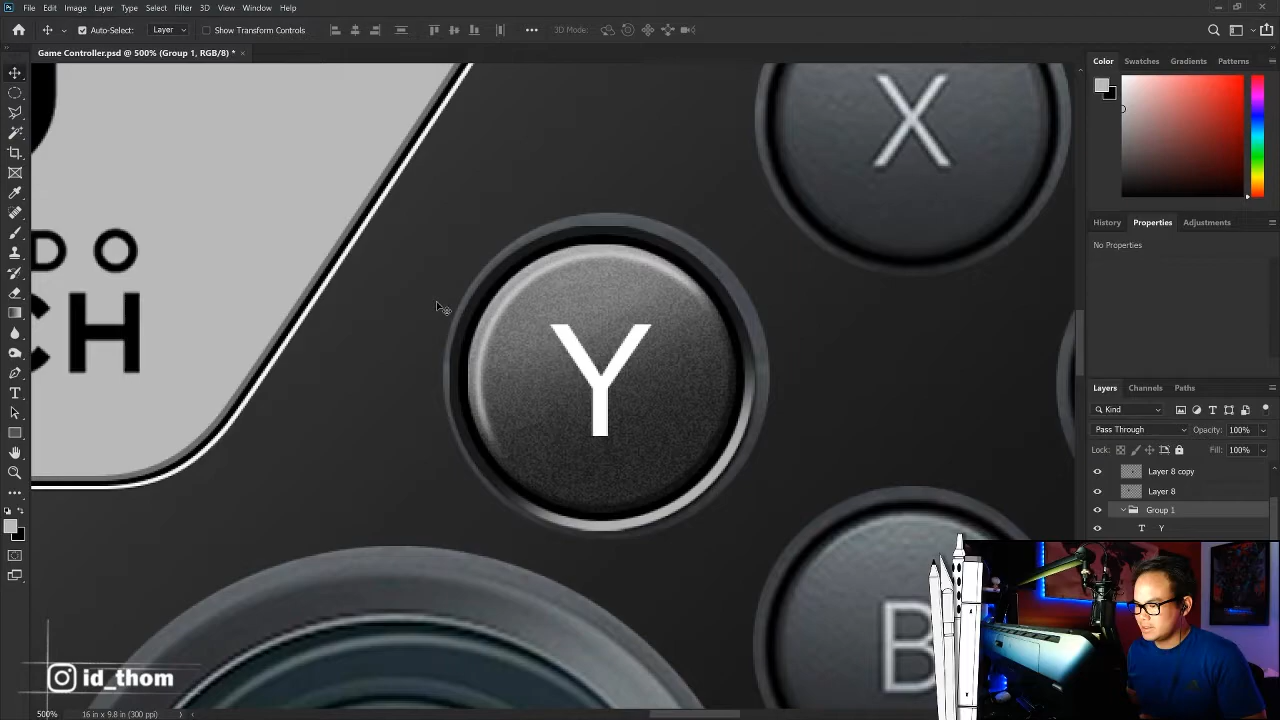 File Edit Image Layer Type Select Filter 3D View Window Help
Auto-Select: Layer Show Transform Controls 3D Mode:
Game Controller.psd @ 500% (Group 1, RGB/8) *
Color Swatches Gradients Patterns
History Properties Adjustments
No Properties
Layers Channels Paths
Kind
Pass Through Opacity: 100%
Lock: Fill: 100%
Layer 8 copy
Layer 8
Group 1
T Y
X
D O
C H
Y
B
id_thom
500% 16 in x 9.8 in (300 ppi)